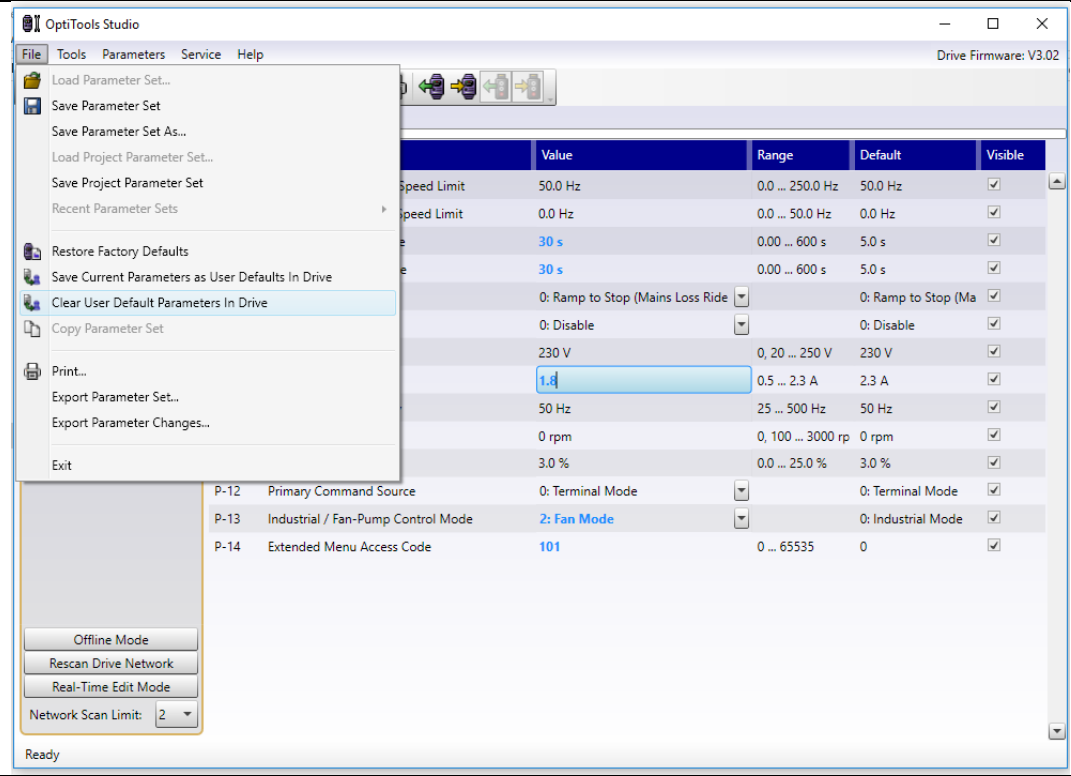 OptiTools Studio
File Tools Parameters Service Help
Drive Firmware: V3.02
Load Parameter Set...
Save Parameter Set
Save Parameter Set As...
Load Project Parameter Set...
Save Project Parameter Set
Recent Parameter Sets
Restore Factory Defaults
Save Current Parameters as User Defaults In Drive
Clear User Default Parameters In Drive
Copy Parameter Set
Print...
Export Parameter Set...
Export Parameter Changes...
Exit
Value Range Default Visible
Speed Limit 50.0 Hz 0.0 ... 250.0 Hz 50.0 Hz
Speed Limit 0.0 Hz 0.0 ... 50.0 Hz 0.0 Hz
30 s 0.00 ... 600 s 5.0 s
30 s 0.00 ... 600 s 5.0 s
0: Ramp to Stop (Mains Loss Ride 0: Ramp to Stop (Ma
0: Disable 0: Disable
230 V 0, 20 ... 250 V 230 V
1.8 0.5 ... 2.3 A 2.3 A
50 Hz 25 ... 500 Hz 50 Hz
0 rpm 0, 100 ... 3000 rp 0 rpm
3.0 % 0.0 ... 25.0 % 3.0 %
P-12 Primary Command Source 0: Terminal Mode 0: Terminal Mode
P-13 Industrial / Fan-Pump Control Mode 2: Fan Mode 0: Industrial Mode
P-14 Extended Menu Access Code 101 0 ... 65535 0
Offline Mode
Rescan Drive Network
Real-Time Edit Mode
Network Scan Limit: 2
Ready